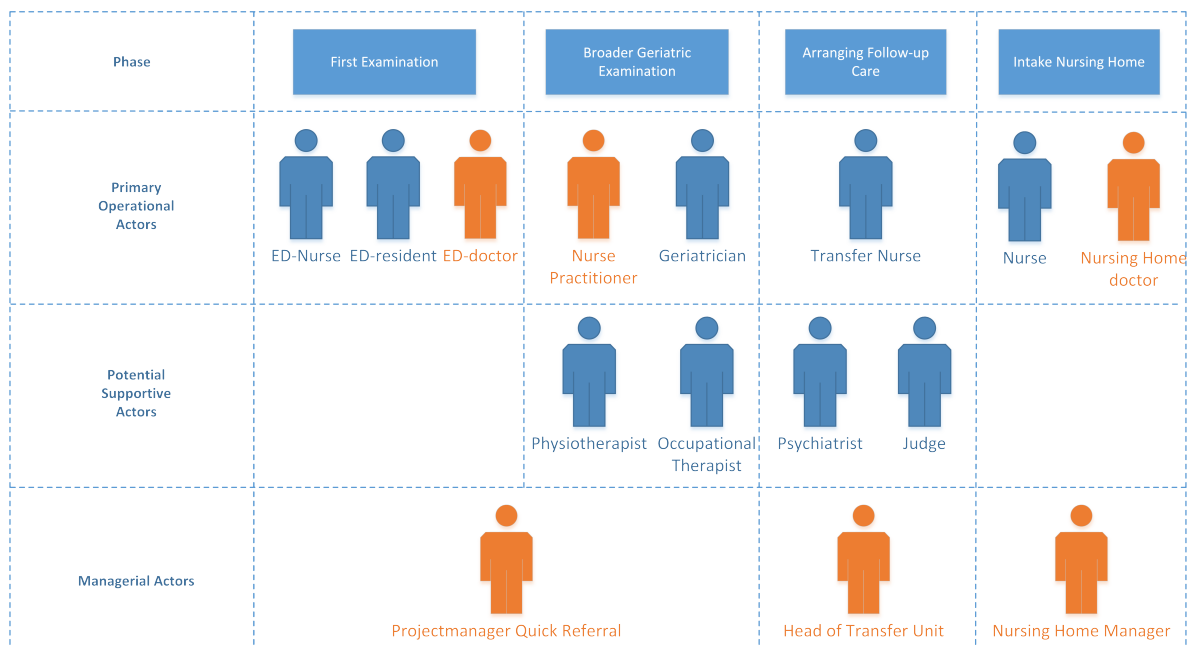 Phase
First Examination
Broader Geriatric
Examination
Arranging Follow-up
Care
Intake Nursing Home
Primary
Operational
Actors
ED-Nurse
ED-resident
ED-doctor
Nurse
Practitioner
Geriatrician
Transfer Nurse
Nurse
Nursing Home
doctor
Potential
Supportive
Actors
Physiotherapist
Occupational
Therapist
Psychiatrist
Judge
Managerial Actors
Projectmanager Quick Referral
Head of Transfer Unit
Nursing Home Manager